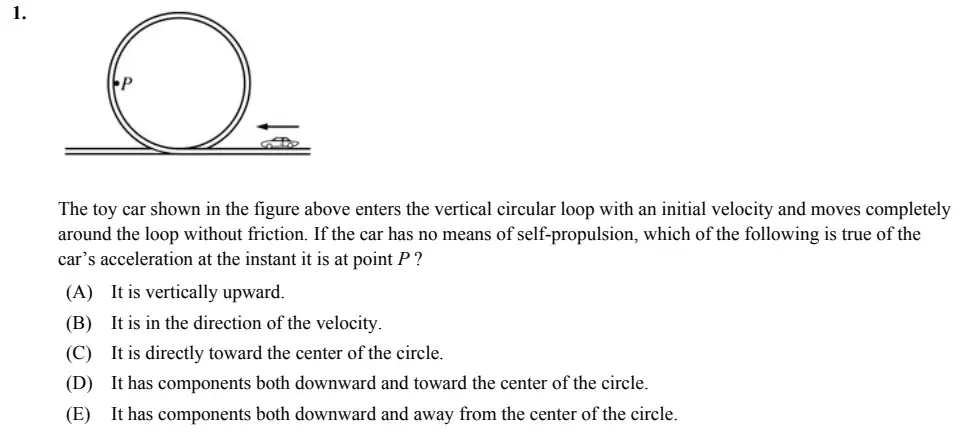 1.
P
The toy car shown in the figure above enters the vertical circular loop with an initial velocity and moves completely
around the loop without friction. If the car has no means of self-propulsion, which of the following is true of the
car’s acceleration at the instant it is at point P ?
(A) It is vertically upward.
(B) It is in the direction of the velocity.
(C) It is directly toward the center of the circle.
(D) It has components both downward and toward the center of the circle.
(E) It has components both downward and away from the center of the circle.